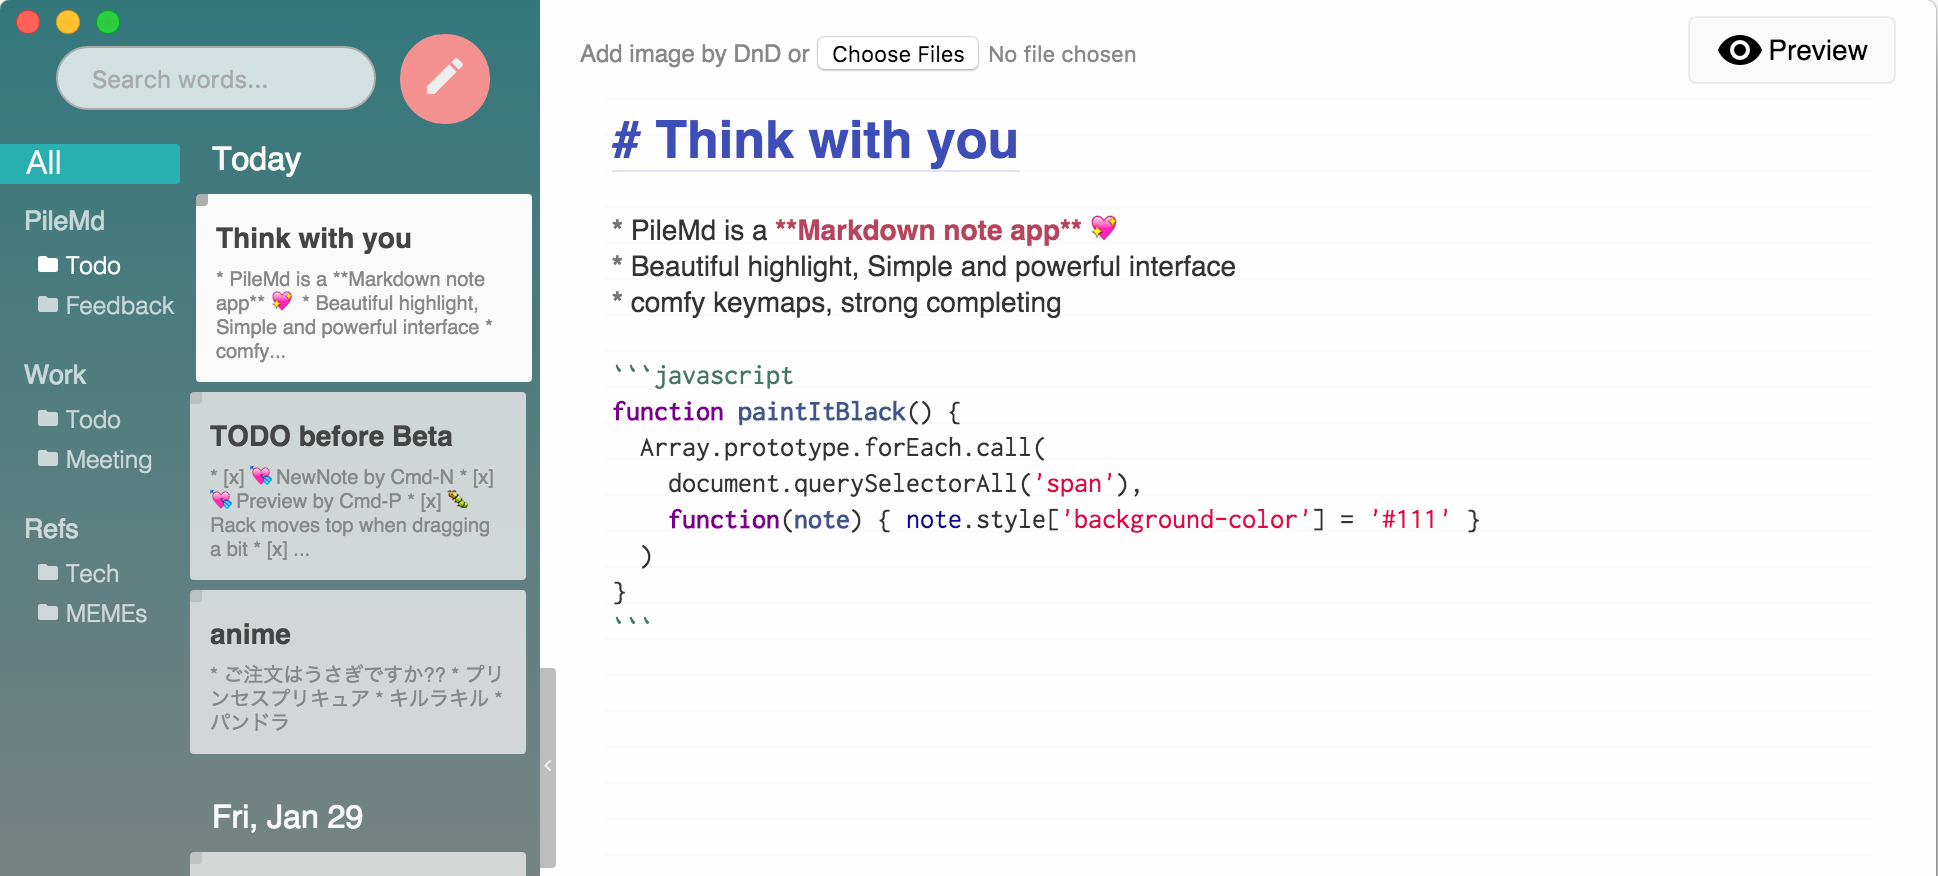 Search words...
All
PileMd
Todo
Feedback
Work
Todo
Meeting
Refs
Tech
MEMEs
Today
Think with you
* PileMd is a **Markdown note
app** 💖 * Beautiful highlight,
Simple and powerful interface *
comfy...
TODO before Beta
* [x] 💘 NewNote by Cmd-N * [x]
💘 Preview by Cmd-P * [x] 🐛
Rack moves top when dragging
a bit * [x] ...
anime
* ご注文はうさぎですか?? * プリ
ンセスプリキュア * キルラキル *
パンドラ
Fri, Jan 29
Add image by DnD or Choose Files No file chosen
Preview
# Think with you
* PileMd is a **Markdown note app** 💖
* Beautiful highlight, Simple and powerful interface
* comfy keymaps, strong completing
```javascript
function paintItBlack() {
  Array.prototype.forEach.call(
    document.querySelectorAll('span'),
    function(note) { note.style['background-color'] = '#111' }
  )
}
```